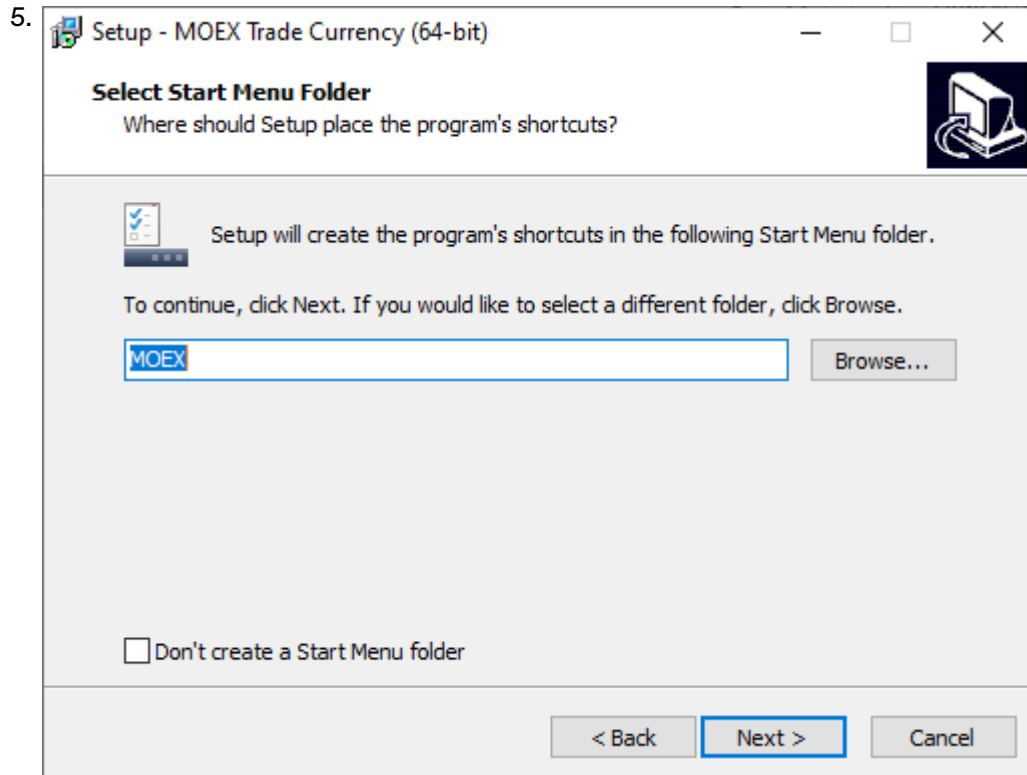 5.
Setup - MOEX Trade Currency (64-bit)
Select Start Menu Folder
Where should Setup place the program's shortcuts?
Setup will create the program's shortcuts in the following Start Menu folder.
To continue, click Next. If you would like to select a different folder, click Browse.
MOEX
Browse...
Don't create a Start Menu folder
< Back
Next >
Cancel